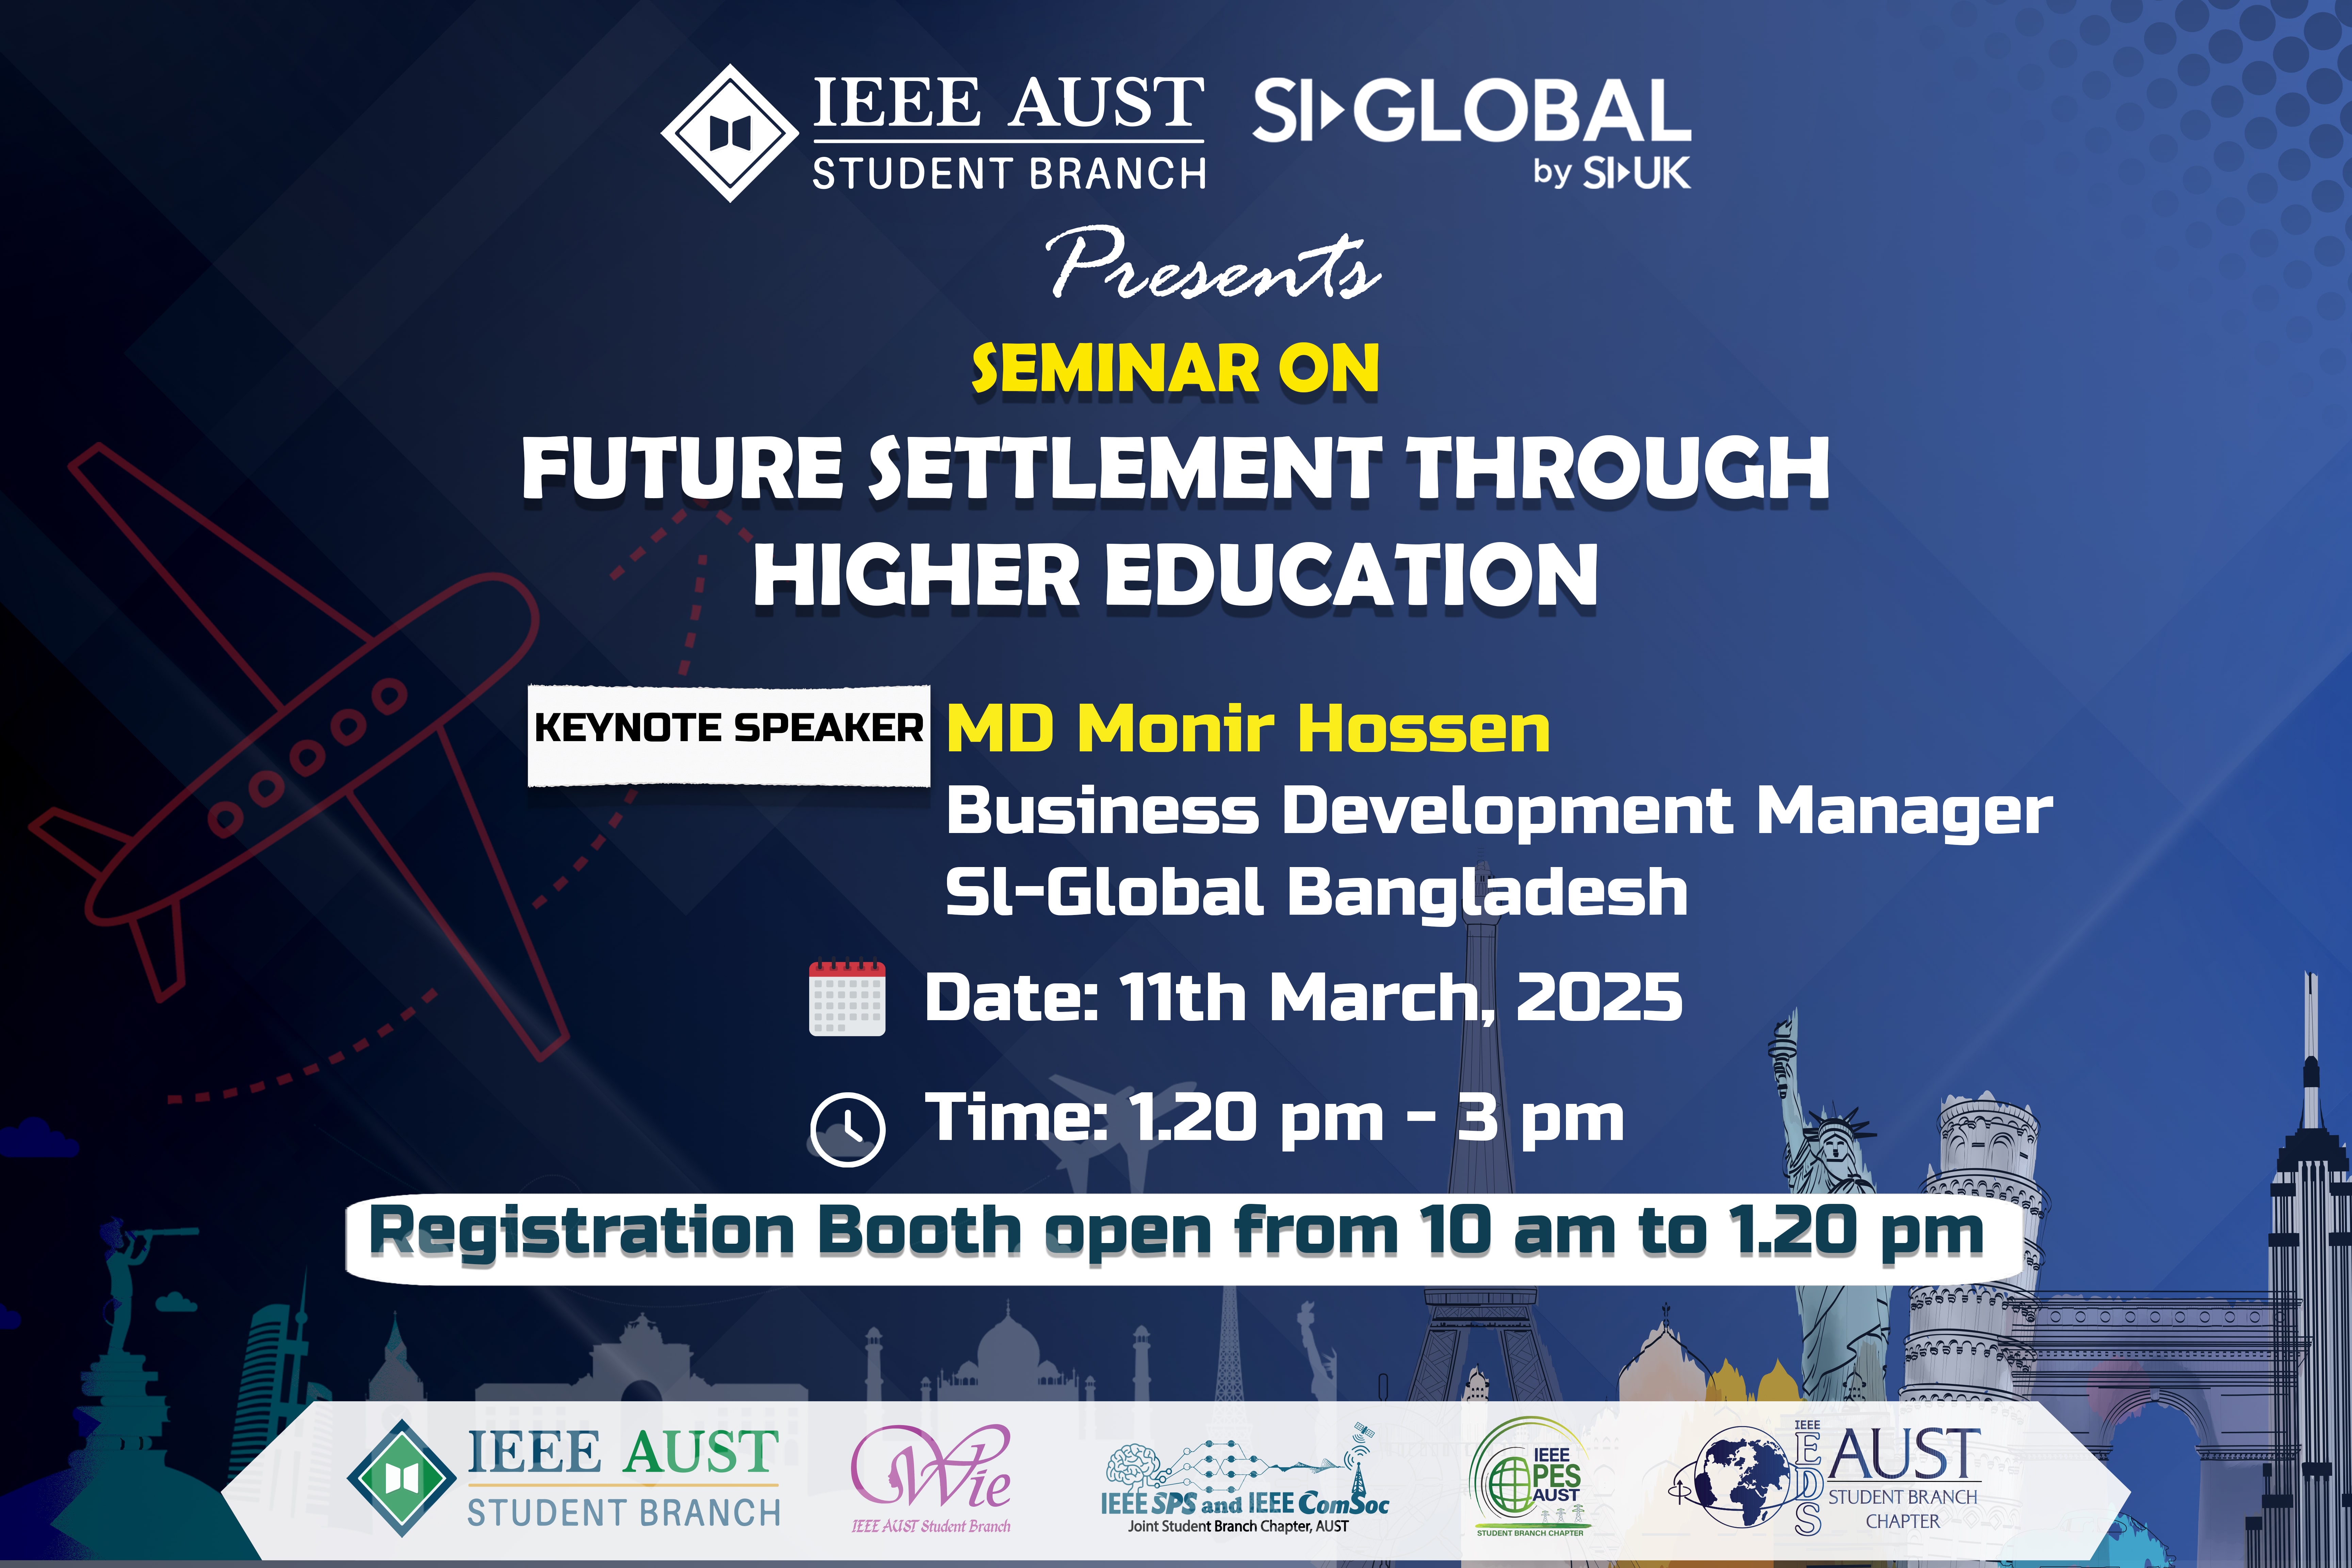 IEEE AUST
STUDENT BRANCH
SI GLOBAL
by SI UK
Presents
SEMINAR ON
FUTURE SETTLEMENT THROUGH
HIGHER EDUCATION
KEYNOTE SPEAKER
MD Monir Hossen
Business Development Manager
Sl-Global Bangladesh
Date: 11th March, 2025
Time: 1.20 pm - 3 pm
Registration Booth open from 10 am to 1.20 pm
IEEE AUST
STUDENT BRANCH
Wie
IEEE AUST Student Branch
IEEE SPS and IEEE ComSoc
Joint Student Branch Chapter, AUST
IEEE
PES
AUST
STUDENT BRANCH CHAPTER
IEEE
EDS
AUST
STUDENT BRANCH
CHAPTER